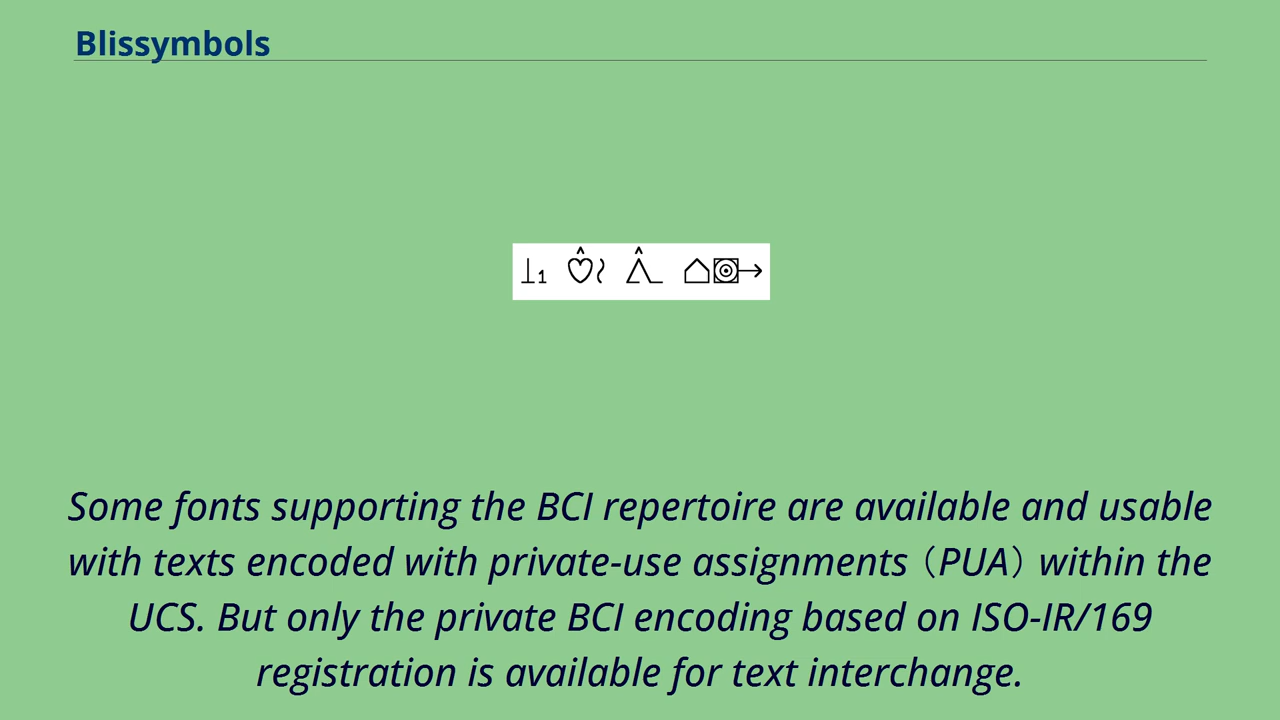 Blissymbols
Some fonts supporting the BCI repertoire are available and usable
with texts encoded with private-use assignments（PUA）within the
UCS. But only the private BCI encoding based on ISO-IR/169
registration is available for text interchange.